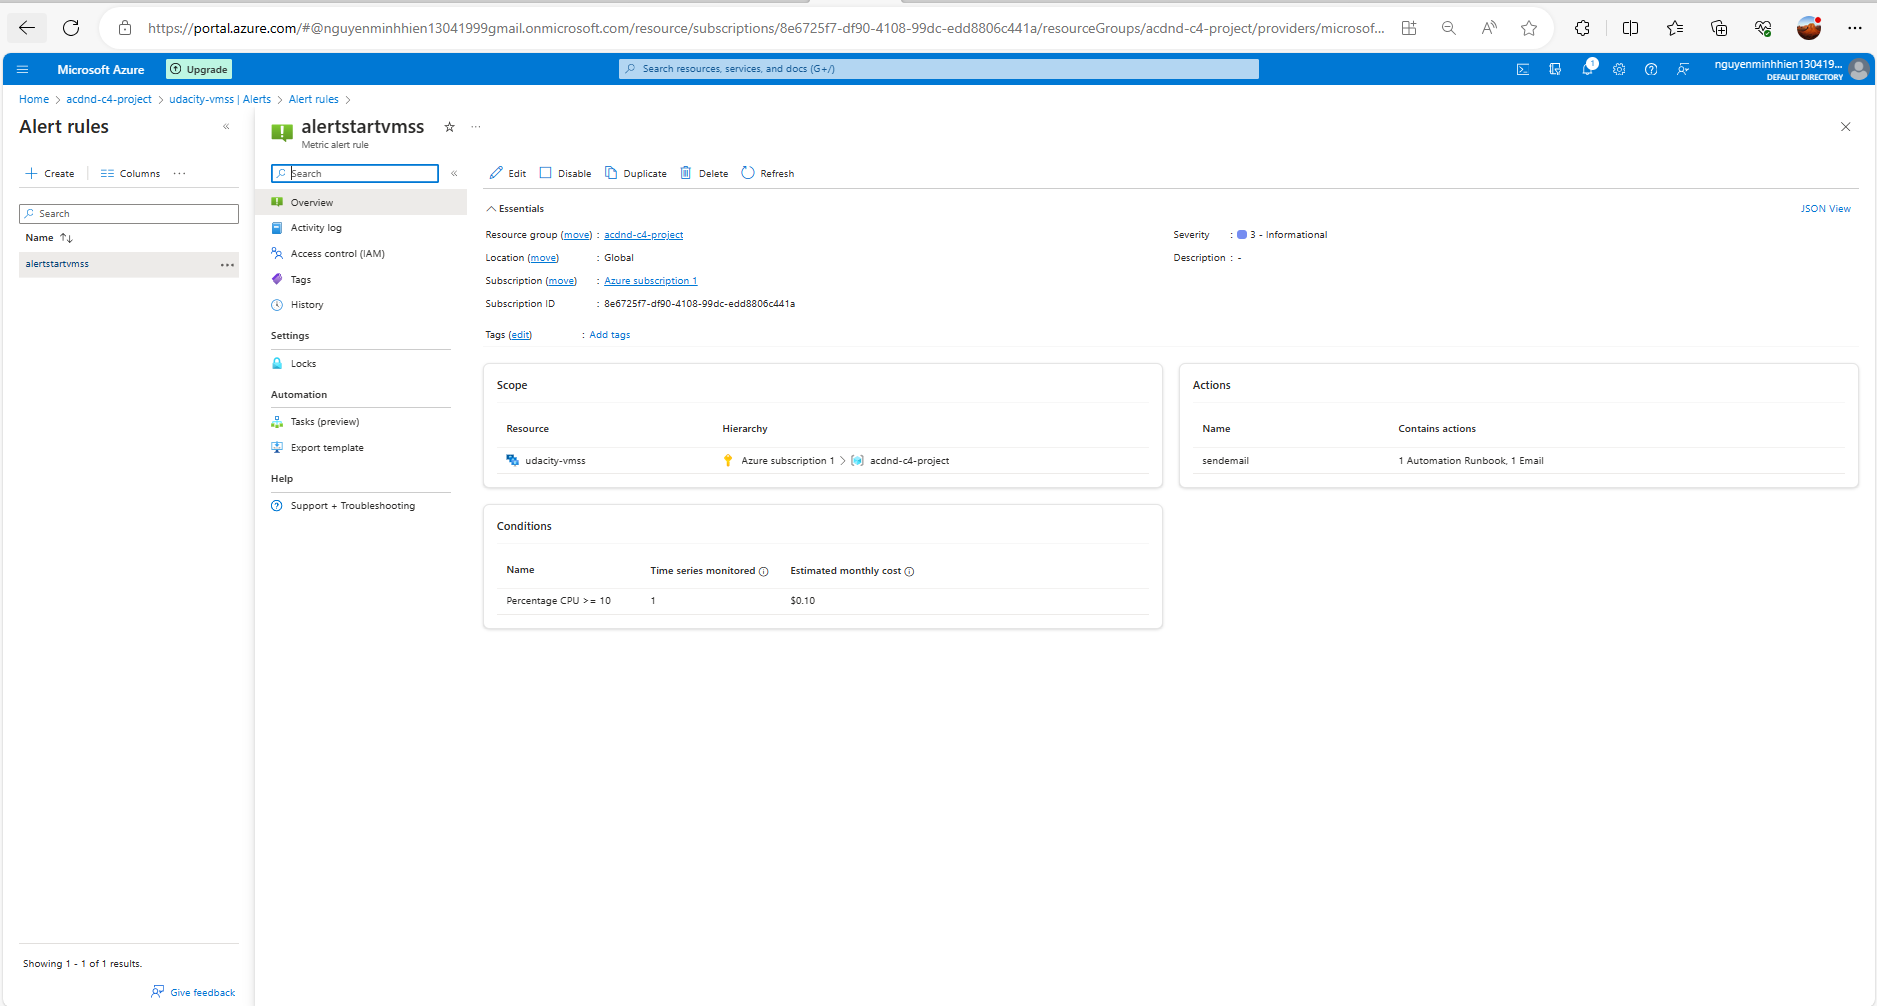 https://portal.azure.com/#@nguyenminhhien13041999gmail.onmicrosoft.com/resource/subscriptions/8e6725f7-df90-4108-99dc-edd8806c441a/resourceGroups/acdnd-c4-project/providers/microsof...
Microsoft Azure
Upgrade
Search resources, services, and docs (G+/)
1
nguyenminhhien130419...
DEFAULT DIRECTORY
Home > acdnd-c4-project > udacity-vmss | Alerts > Alert rules >
Alert rules
«
Create
Columns
...
Search
Name
alertstartvmss
...
Showing 1 - 1 of 1 results.
Give feedback
alertstartvmss
...
Metric alert rule
Search
«
Overview
Activity log
Access control (IAM)
Tags
History
Settings
Locks
Automation
Tasks (preview)
Export template
Help
Support + Troubleshooting
Edit
Disable
Duplicate
Delete
Refresh
Essentials
JSON View
Resource group (move) : acdnd-c4-project
Location (move) : Global
Subscription (move) : Azure subscription 1
Subscription ID : 8e6725f7-df90-4108-99dc-edd8806c441a
Severity : 3 - Informational
Description : -
Tags (edit) : Add tags
Scope
Resource Hierarchy
udacity-vmss Azure subscription 1 > acdnd-c4-project
Actions
Name Contains actions
sendemail 1 Automation Runbook, 1 Email
Conditions
Name Time series monitored Estimated monthly cost
Percentage CPU >= 10 1 $0.10